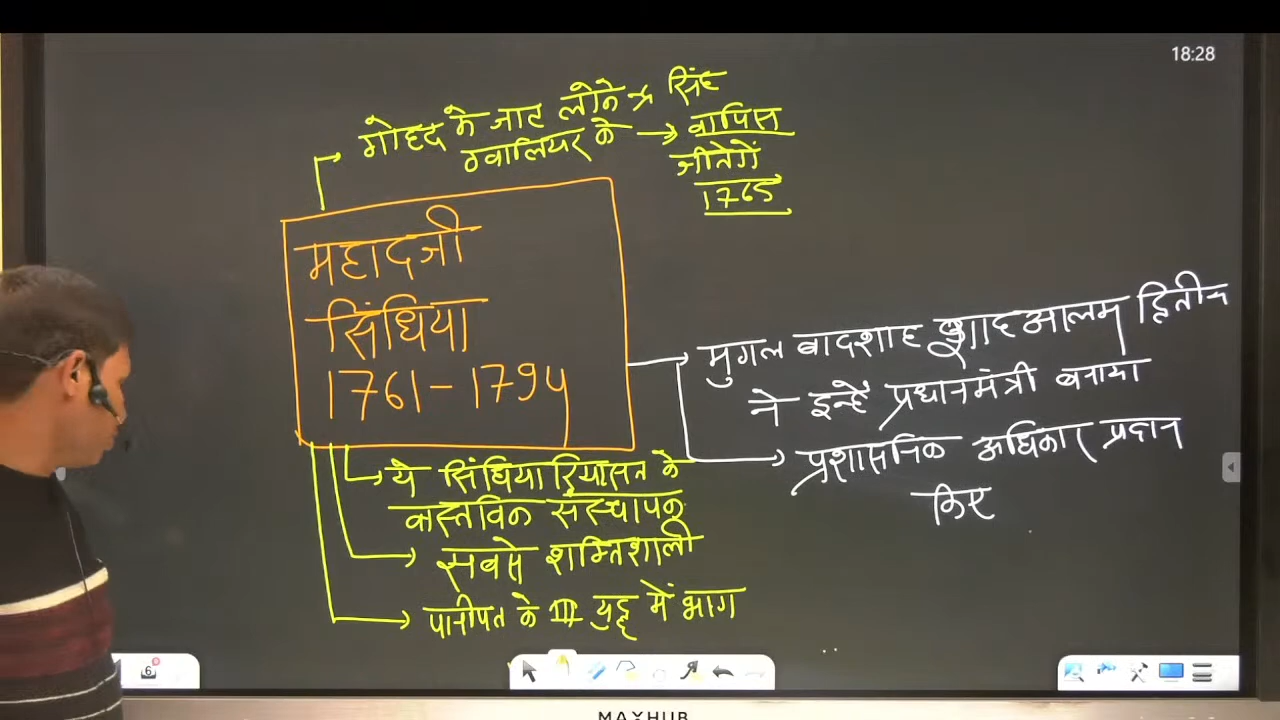 18:28
गोहद के जाट लोकेन्द्र सिंह
ग्वालियर के → वापिस
जीतेगें
1765
महादजी
सिंधिया
1761-1794
मुगल बादशाह शाहआलम द्वितीय
ने इन्हें प्रधानमंत्री बनाया
प्रशासनिक अधिकार प्रदान
किए
ये सिंधिया रियासत के
वास्तविक संस्थापक
सबसे शक्तिशाली
पानीपत के III युद्ध में भाग
6
MAXHUB